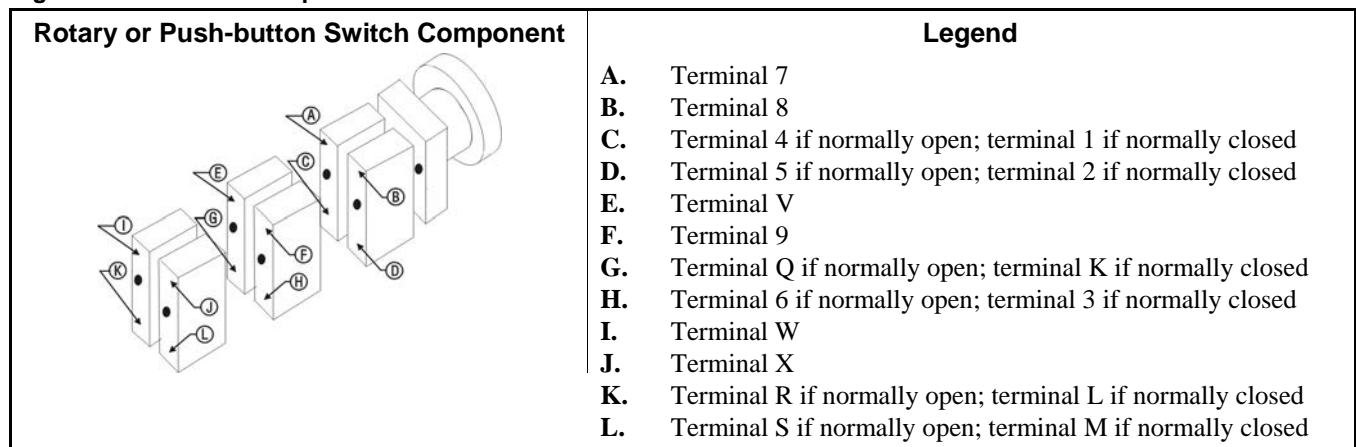 Rotary or Push-button Switch Component
Legend
A. Terminal 7
B. Terminal 8
C. Terminal 4 if normally open; terminal 1 if normally closed
D. Terminal 5 if normally open; terminal 2 if normally closed
E. Terminal V
F. Terminal 9
G. Terminal Q if normally open; terminal K if normally closed
H. Terminal 6 if normally open; terminal 3 if normally closed
I. Terminal W
J. Terminal X
K. Terminal R if normally open; terminal L if normally closed
L. Terminal S if normally open; terminal M if normally closed
A
C
B
E
G
D
I
F
K
H
J
L